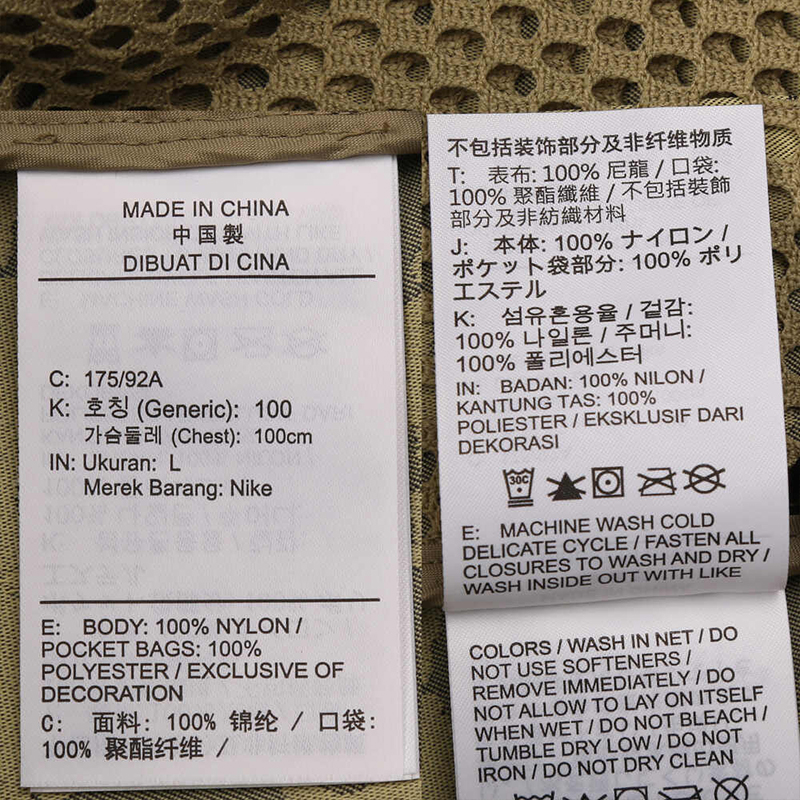 MADE IN CHINA
中国製
DIBUAT DI CINA
C: 175/92A
K: 호칭 (Generic): 100
가슴둘레 (Chest): 100cm
IN: Ukuran: L
Merek Barang: Nike
E: BODY: 100% NYLON /
POCKET BAGS: 100%
POLYESTER / EXCLUSIVE OF
DECORATION
C: 面料: 100% 锦纶 / 口袋:
100% 聚酯纤维 /
不包括装饰部分及非纤维物质
T: 表布: 100% 尼龍 / 口袋:
100% 聚酯纖維 / 不包括裝飾
部分及非紡織材料
J: 本体: 100% ナイロン /
ポケット袋部分: 100% ポリ
エステル
K: 섬유혼용율 / 겉감:
100% 나일론 / 주머니:
100% 폴리에스터
IN: BADAN: 100% NILON /
KANTUNG TAS: 100%
POLIESTER / EKSKLUSIF DARI
DEKORASI
30C
E: MACHINE WASH COLD
DELICATE CYCLE / FASTEN ALL
CLOSURES TO WASH AND DRY /
WASH INSIDE OUT WITH LIKE
COLORS / WASH IN NET / DO
NOT USE SOFTENERS /
REMOVE IMMEDIATELY / DO
NOT ALLOW TO LAY ON ITSELF
WHEN WET / DO NOT BLEACH /
TUMBLE DRY LOW / DO NOT
IRON / DO NOT DRY CLEAN